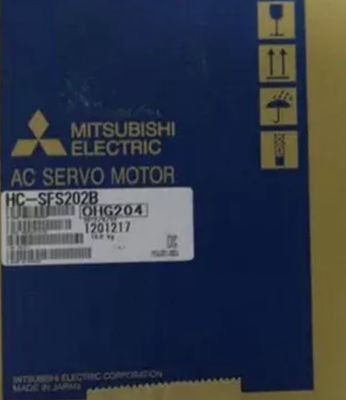 MITSUBISHI
ELECTRIC
AC SERVO MOTOR
HC-SFS202B
OHG204
1201217
MITSUBISHI ELECTRIC CORPORATION
MADE IN JAPAN